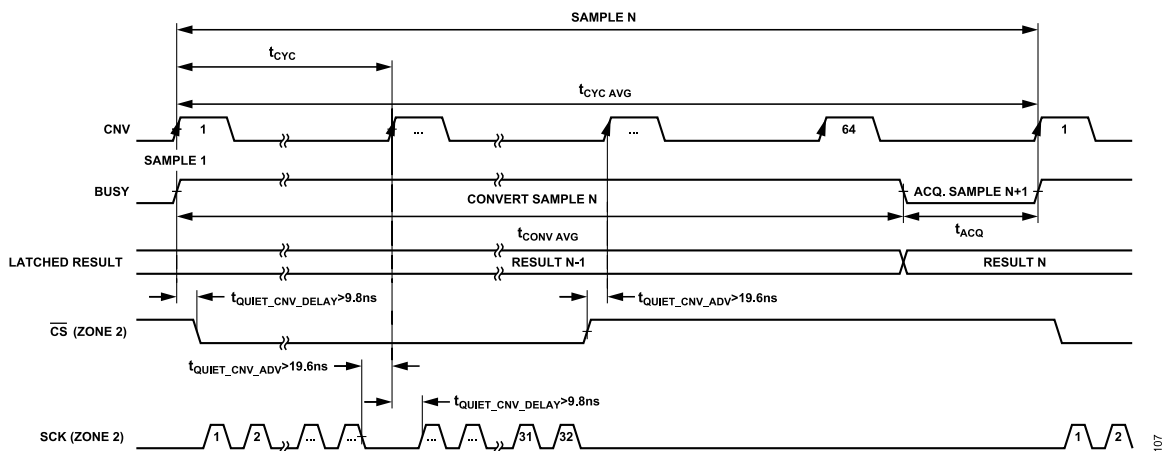 SAMPLE N
tCYC
tCYC AVG
CNV
1
...
...
64
1
SAMPLE 1
BUSY
CONVERT SAMPLE N
ACQ. SAMPLE N+1
tCONV AVG
tACQ
LATCHED RESULT
RESULT N-1
RESULT N
tQUIET_CNV_DELAY>9.8ns
tQUIET_CNV_ADV>19.6ns
CS (ZONE 2)
tQUIET_CNV_ADV>19.6ns
tQUIET_CNV_DELAY>9.8ns
SCK (ZONE 2)
1
2
...
...
...
...
31
32
1
2
107